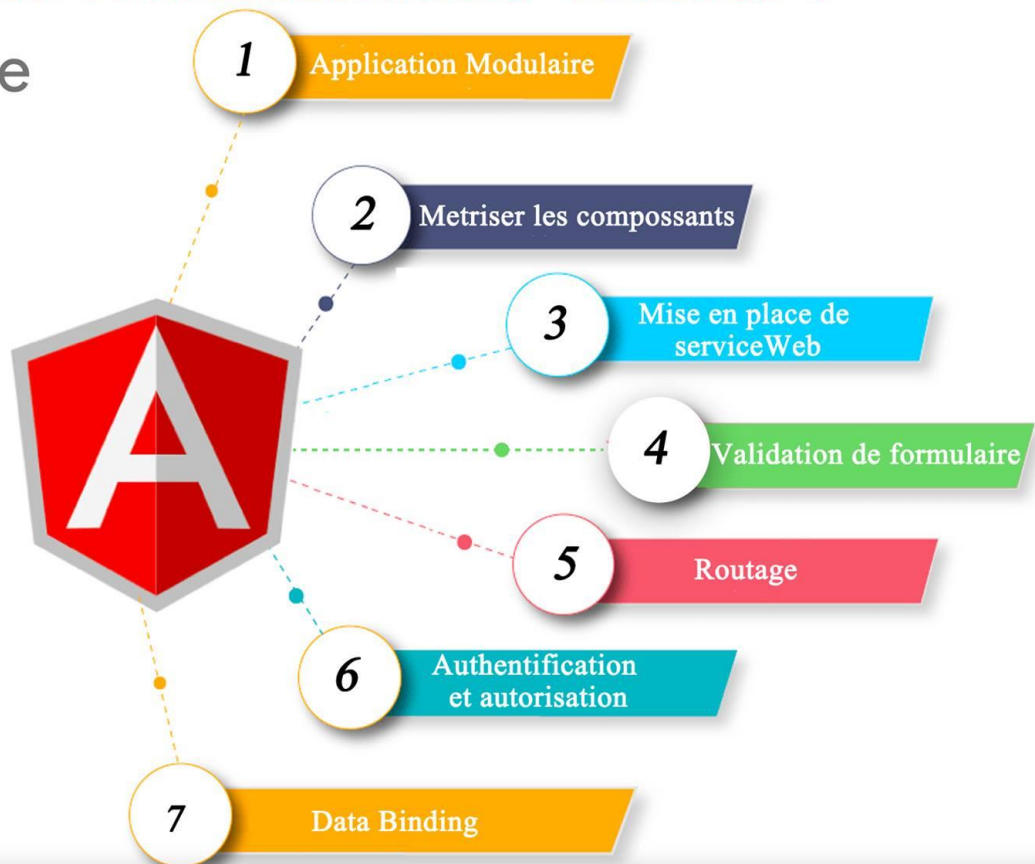 e
1
Application Modulaire
2
Metriser les compossants
3
Mise en place de
serviceWeb
4
Validation de formulaire
5
Routage
6
Authentification
et autorisation
7
Data Binding
A